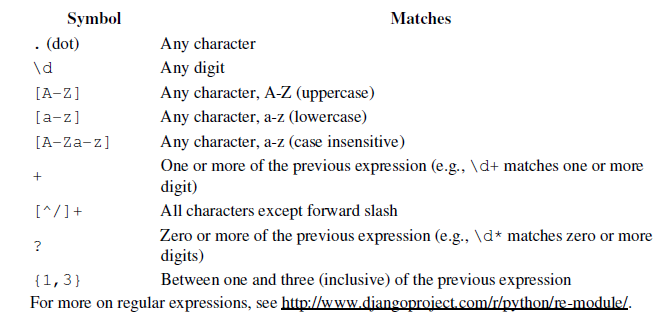 Symbol Matches
. (dot) Any character
\d Any digit
[A-Z] Any character, A-Z (uppercase)
[a-z] Any character, a-z (lowercase)
[A-Za-z] Any character, a-z (case insensitive)
+ One or more of the previous expression (e.g., \d+ matches one or more
digit)
[^/]+ All characters except forward slash
? Zero or more of the previous expression (e.g., \d* matches zero or more
digits)
{1,3} Between one and three (inclusive) of the previous expression
For more on regular expressions, see http://www.djangoproject.com/r/python/re-module/.